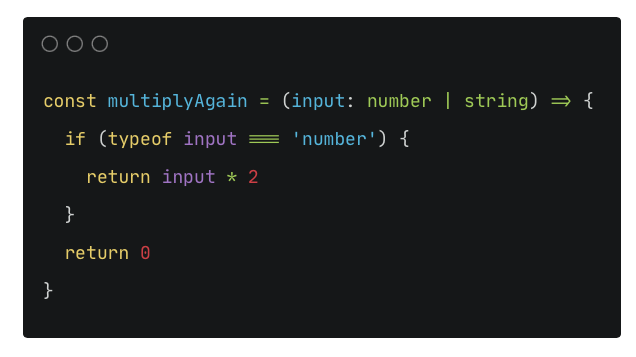 const multiplyAgain = (input: number | string) => {
  if (typeof input === 'number') {
    return input * 2
  }
  return 0
}